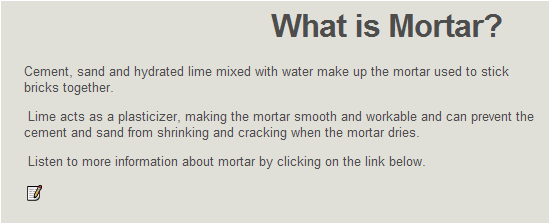 What is Mortar?
Cement, sand and hydrated lime mixed with water make up the mortar used to stick
bricks together.
Lime acts as a plasticizer, making the mortar smooth and workable and can prevent the
cement and sand from shrinking and cracking when the mortar dries.
Listen to more information about mortar by clicking on the link below.